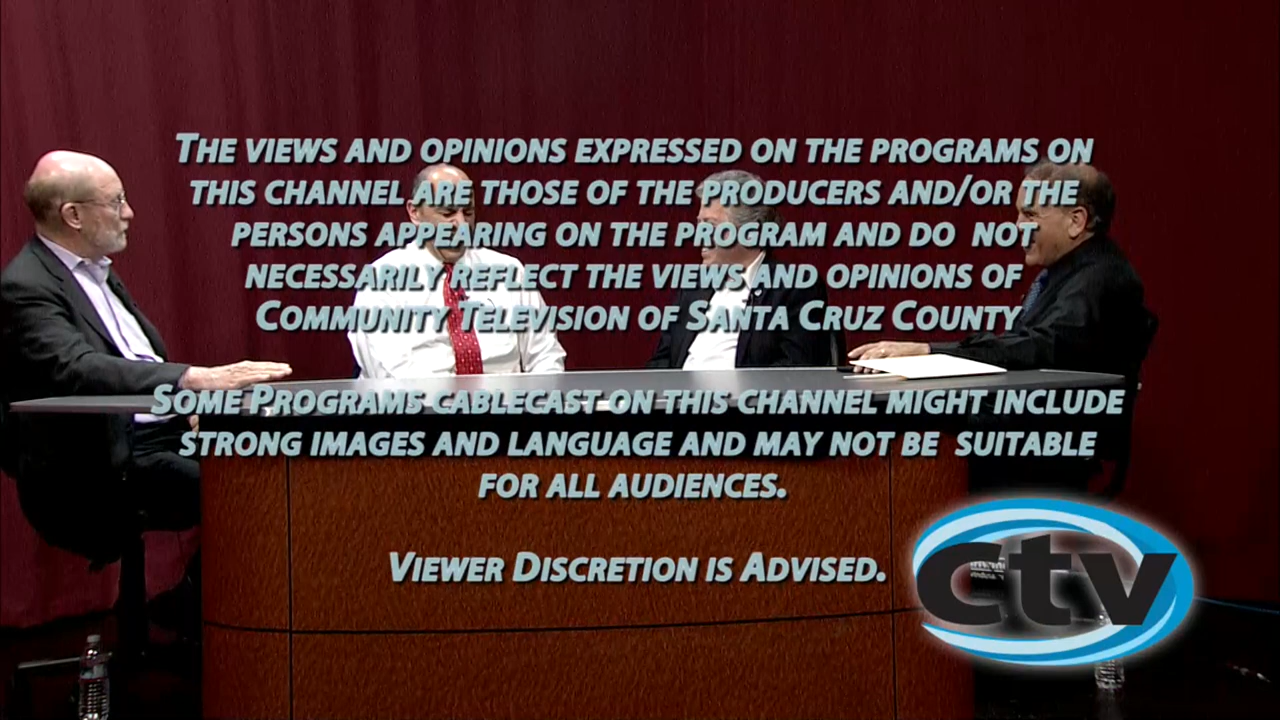 THE VIEWS AND OPINIONS EXPRESSED ON THE PROGRAMS ON
THIS CHANNEL ARE THOSE OF THE PRODUCERS AND/OR THE
PERSONS APPEARING ON THE PROGRAM AND DO NOT
NECESSARILY REFLECT THE VIEWS AND OPINIONS OF
COMMUNITY TELEVISION OF SANTA CRUZ COUNTY
SOME PROGRAMS CABLECAST ON THIS CHANNEL MIGHT INCLUDE
STRONG IMAGES AND LANGUAGE AND MAY NOT BE SUITABLE
FOR ALL AUDIENCES.
VIEWER DISCRETION IS ADVISED.
ctv